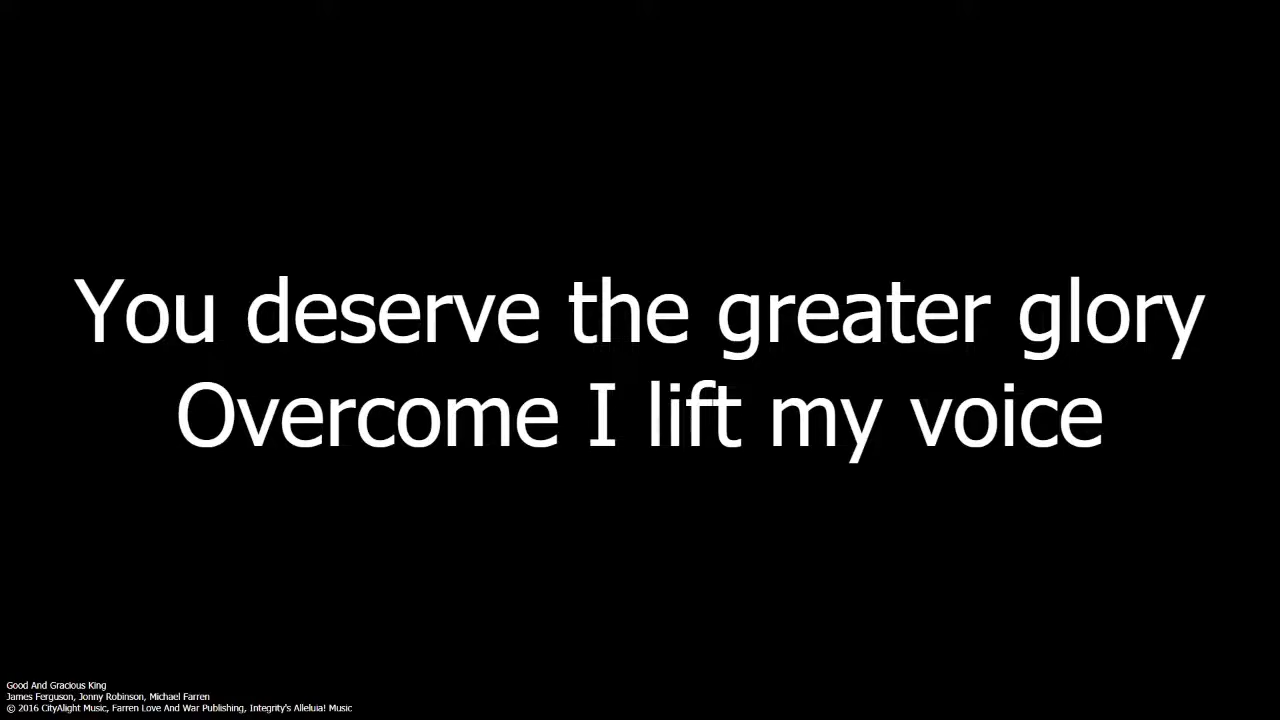 You deserve the greater glory
Overcome I lift my voice
Good And Gracious King
James Ferguson, Jonny Robinson, Michael Farren
© 2016 CityAlight Music, Farren Love And War Publishing, Integrity's Alleluia! Music